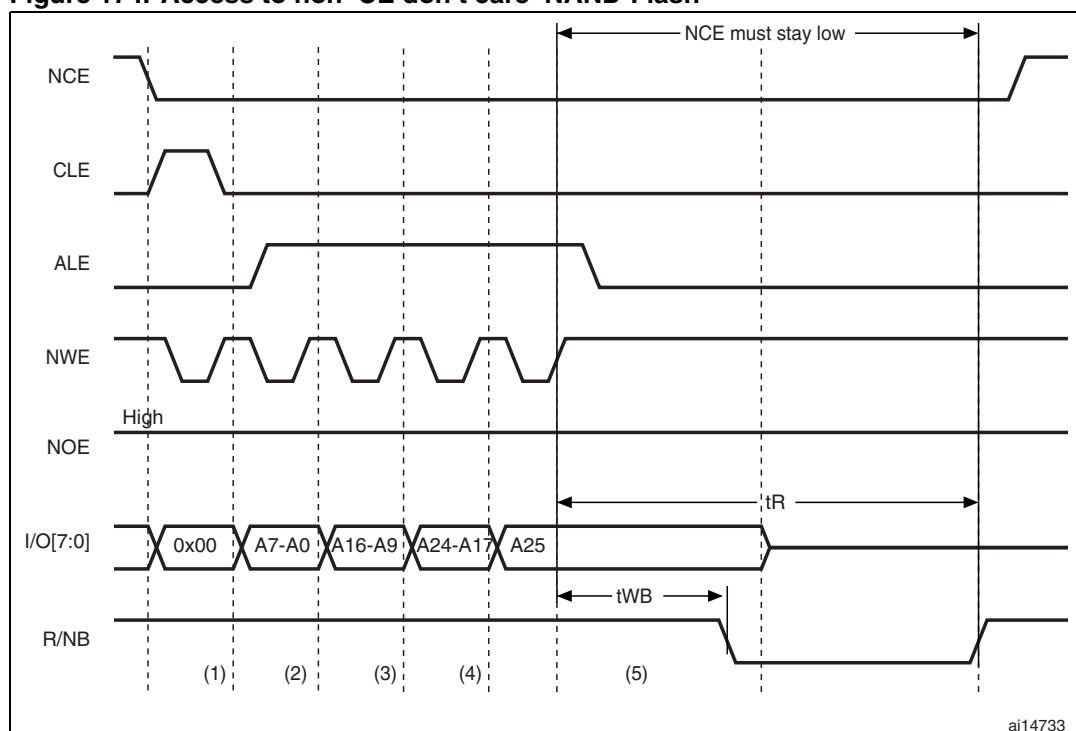 Figure 174. Access to non 'CE don't care' NAND-Flash
NCE must stay low
NCE
CLE
ALE
NWE
High
NOE
tR
I/O[7:0]
0x00
A7-A0
A16-A9
A24-A17
A25
tWB
R/NB
(1)
(2)
(3)
(4)
(5)
ai14733